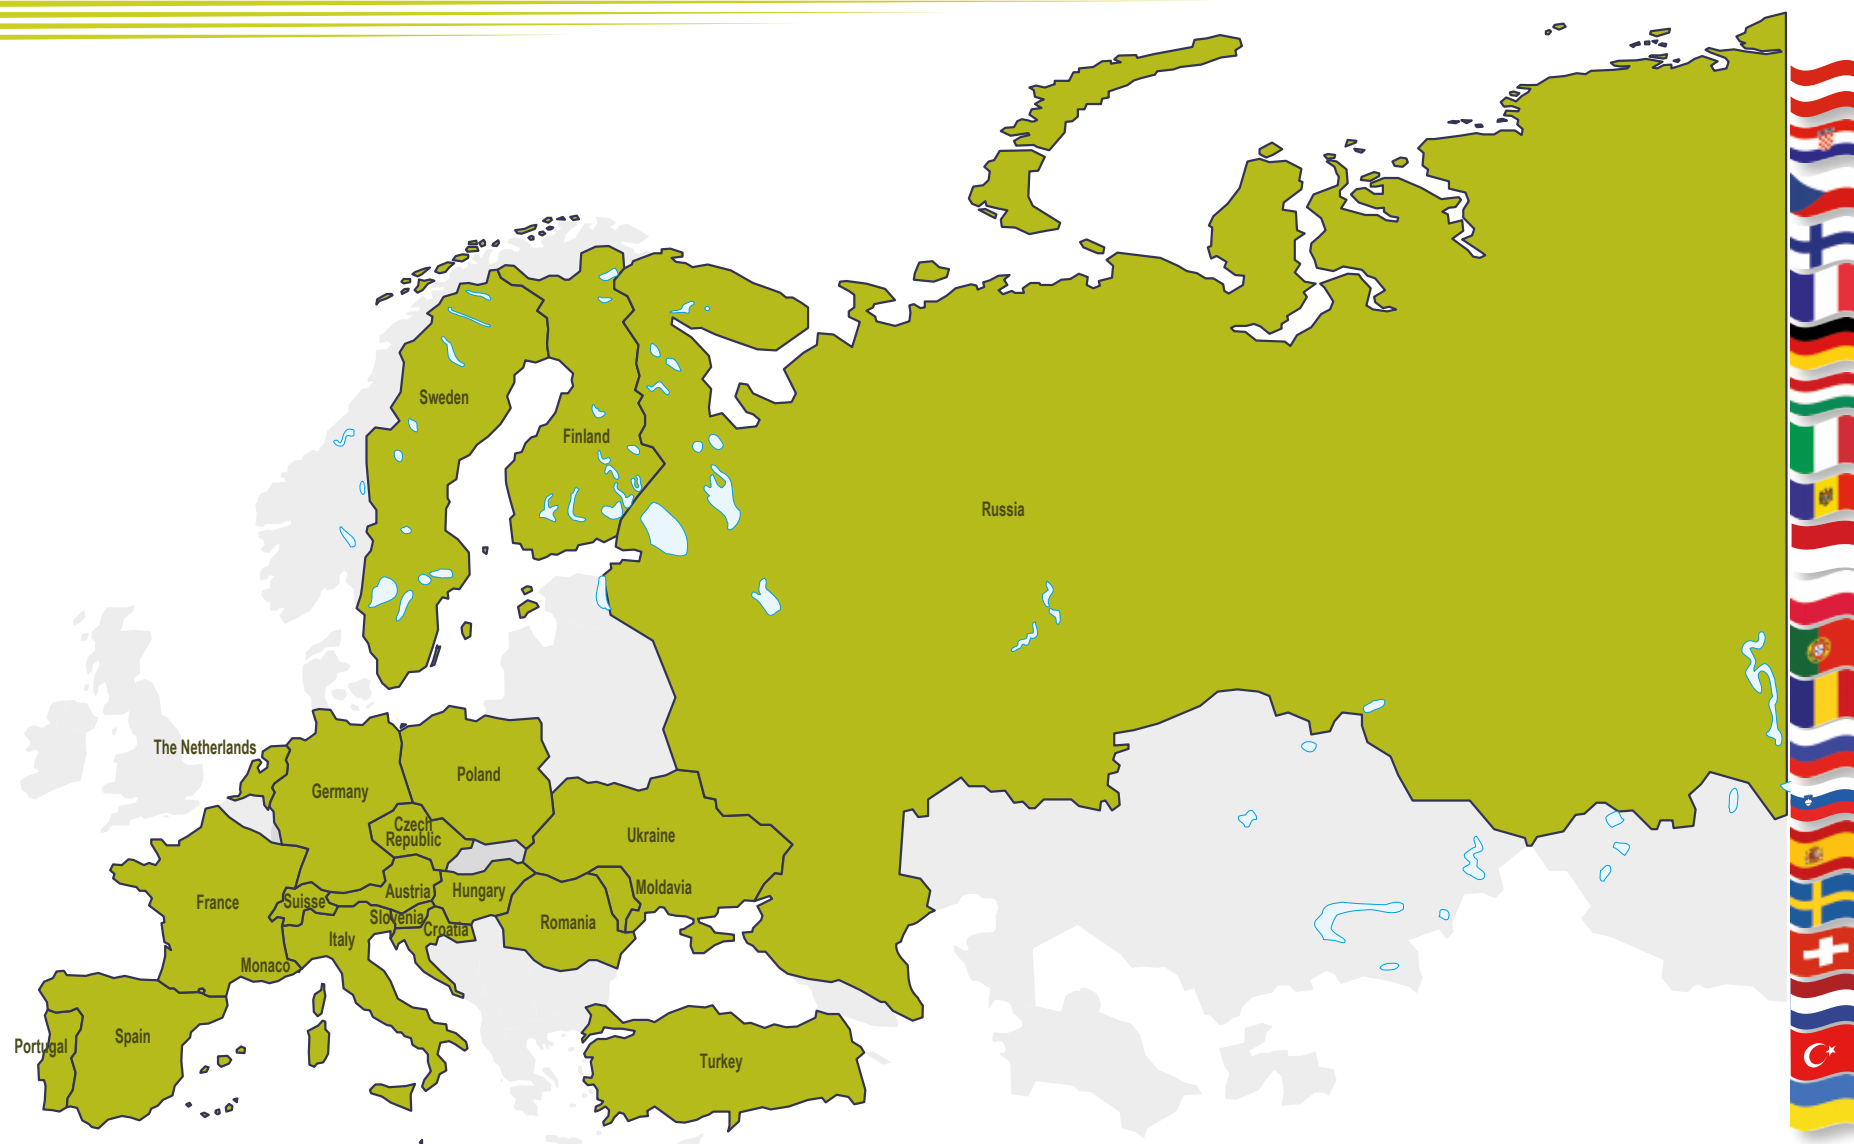 Sweden
Finland
Russia
The Netherlands
Poland
Germany
Czech
Republic
Ukraine
Austria
Hungary
Moldavia
France
Suisse
Slovenia
Romania
Croatia
Italy
Monaco
Spain
Portugal
Turkey